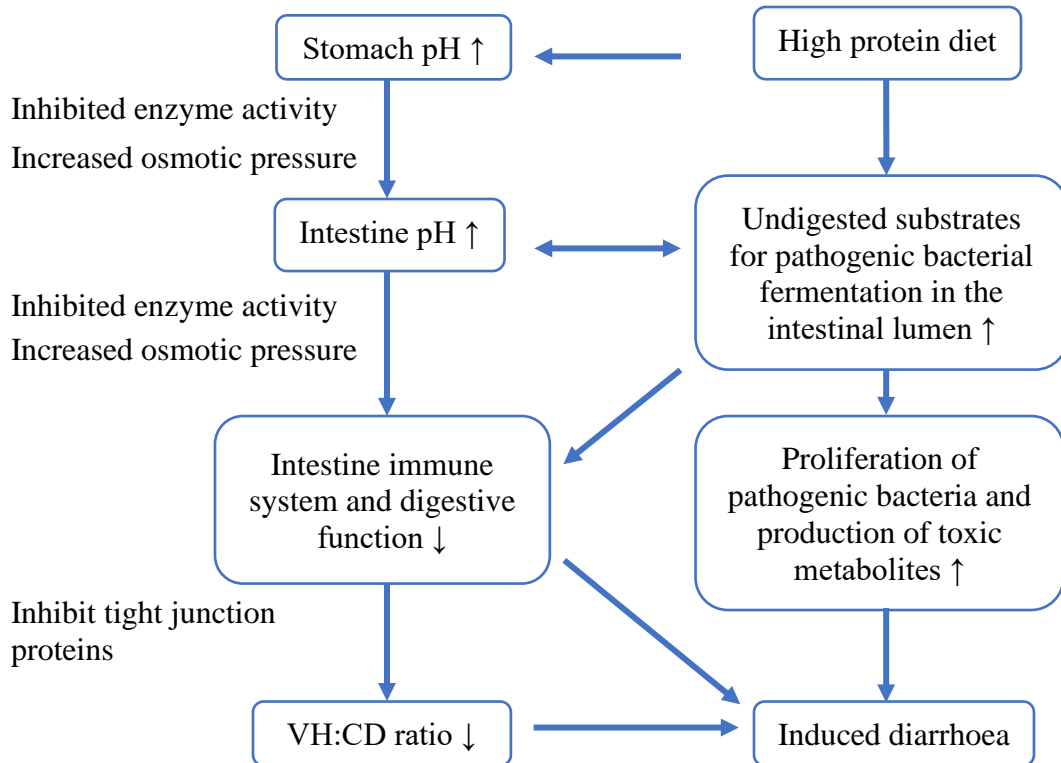 Stomach pH ↑
High protein diet
Inhibited enzyme activity
Increased osmotic pressure
Intestine pH ↑
Undigested substrates
for pathogenic bacterial
fermentation in the
intestinal lumen ↑
Inhibited enzyme activity
Increased osmotic pressure
Intestine immune
system and digestive
function ↓
Proliferation of
pathogenic bacteria and
production of toxic
metabolites ↑
Inhibit tight junction
proteins
VH:CD ratio ↓
Induced diarrhoea